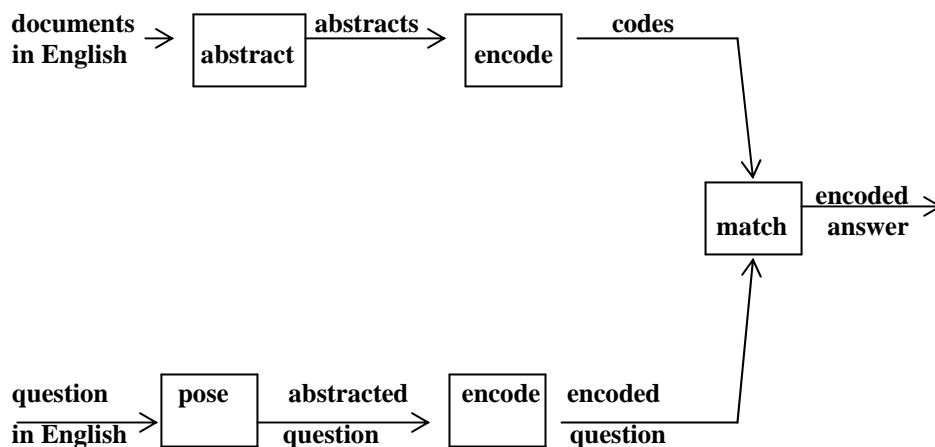 documents
in English
abstract
abstracts
encode
codes
match
encoded
answer
question
in English
pose
abstracted
question
encode
encoded
question